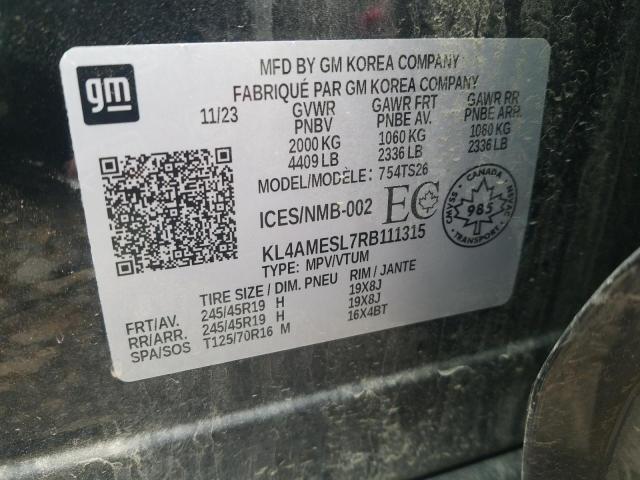 gm
MFD BY GM KOREA COMPANY
FABRIQUÉ PAR GM KOREA COMPANY
11/23 GVWR GAWR FRT GAWR RR
PNBV PNBE AV. PNBE ARR.
2000 KG 1060 KG 1060 KG
4409 LB 2336 LB 2336 LB
MODEL/MODÈLE: 754TS26
ICES/NMB-002 EC
CANADA
CMVSS 985 NSVAC
TRANSPORT
KL4AMESL7RB111315
TYPE: MPV/VTUM
TIRE SIZE / DIM. PNEU RIM / JANTE
FRT/AV. 245/45R19 H 19X8J
RR/ARR. 245/45R19 H 19X8J
SPA/SOS T125/70R16 M 16X4BT